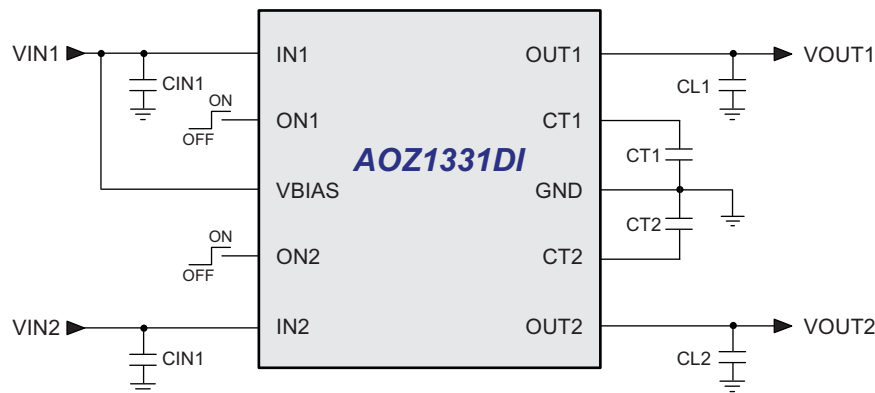 VIN1
IN1
OUT1
VOUT1
CIN1
CL1
ON
OFF
ON1
CT1
CT1
AOZ1331DI
VBIAS
GND
CT2
ON
OFF
ON2
CT2
VIN2
IN2
OUT2
VOUT2
CIN1
CL2